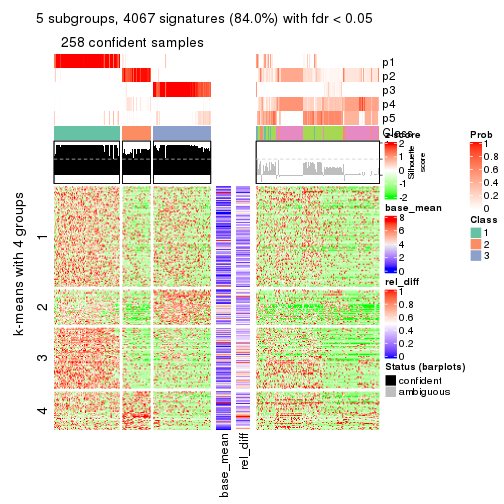 5 subgroups, 4067 signatures (84.0%) with fdr < 0.05
258 confident samples
p1
p2
p3
p4
p5
Class
Silhouette
score
k-means with 4 groups
1
2
3
4
base_mean
rel_diff
z-score
2
1
0
-1
-2
base_mean
8
6
4
2
0
rel_diff
1
0.8
0.6
0.4
0.2
0
Status (barplots)
confident
ambiguous
Prob
1
0.8
0.6
0.4
0.2
0
Class
1
2
3